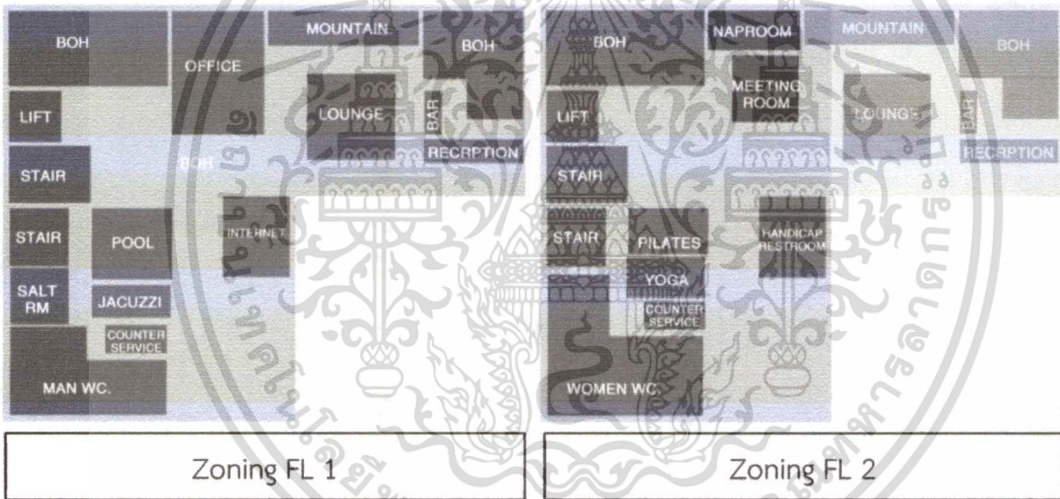 BOH
OFFICE
MOUNTAIN
BOH
LIFT
LOUNGE
BAR
RECRPTION
BOH
STAIR
STAIR
POOL
INTERNET
SALT
RM
JACUZZI
COUNTER
SERVICE
MAN WC.
Zoning FL 1
BOH
NAPROOM
MOUNTAIN
BOH
MEETING
ROOM
LIFT
LOUNGE
BAR
RECRPTION
STAIR
STAIR
PILATES
HANDICAP
RESTROOM
YOGA
COUNTER
SERVICE
WOMEN WC.
Zoning FL 2